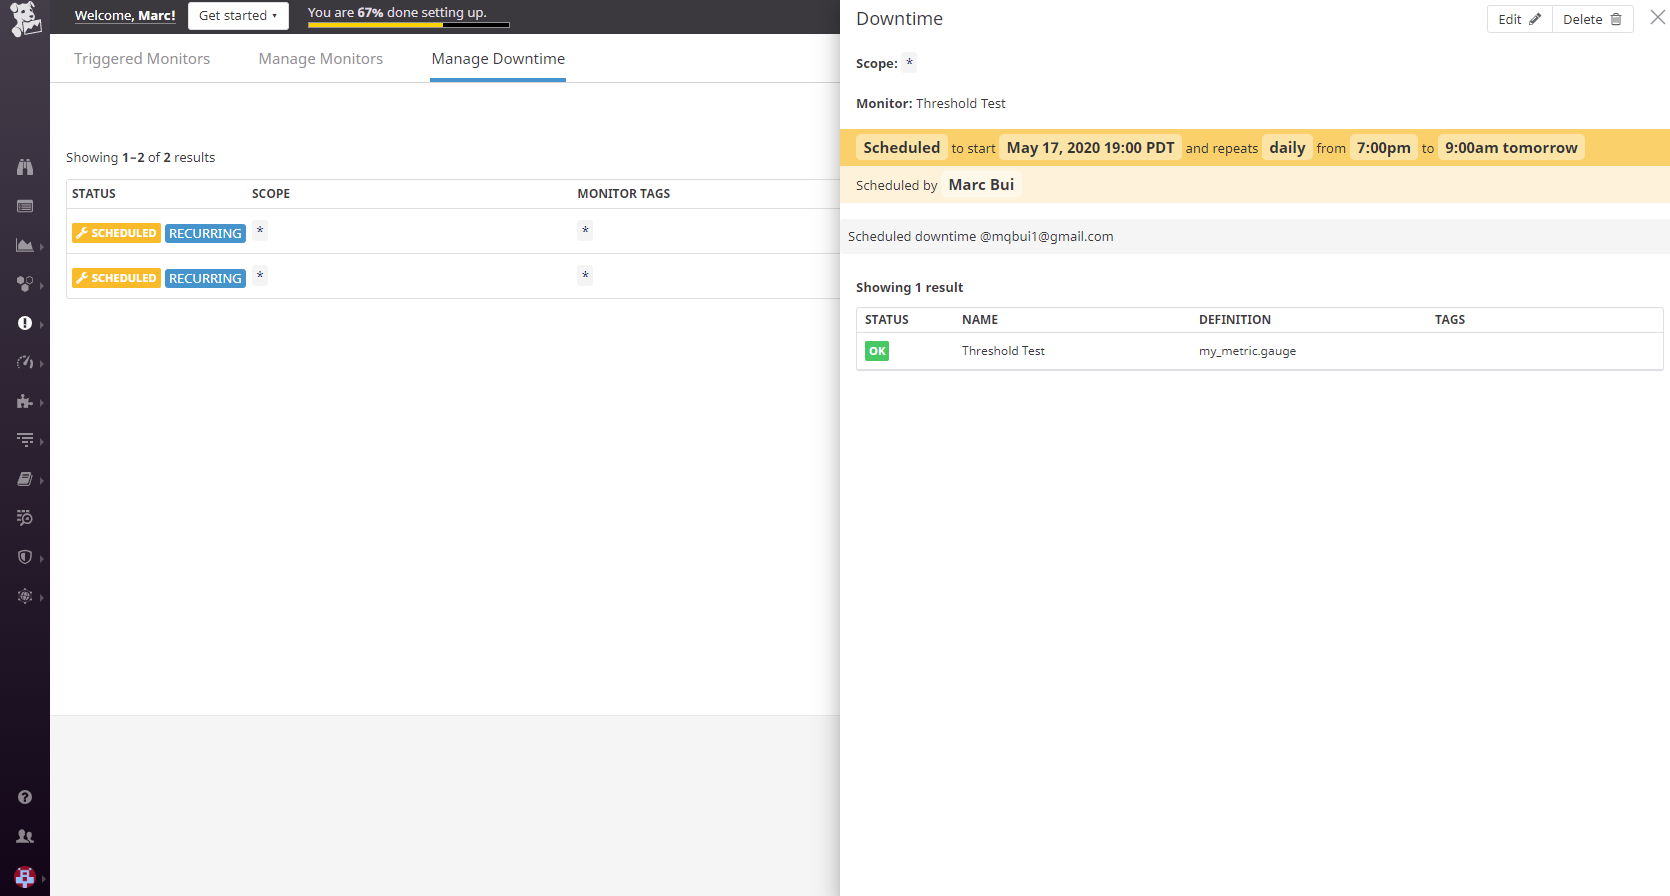 Welcome, Marc!
Get started
You are 67% done setting up.
Triggered Monitors
Manage Monitors
Manage Downtime
Showing 1–2 of 2 results
STATUS SCOPE MONITOR TAGS
SCHEDULED RECURRING * *
SCHEDULED RECURRING * *
Downtime
Edit
Delete
Scope: *
Monitor: Threshold Test
Scheduled to start May 17, 2020 19:00 PDT and repeats daily from 7:00pm to 9:00am tomorrow
Scheduled by Marc Bui
Scheduled downtime @mqbui1@gmail.com
Showing 1 result
STATUS NAME DEFINITION TAGS
OK Threshold Test my_metric.gauge